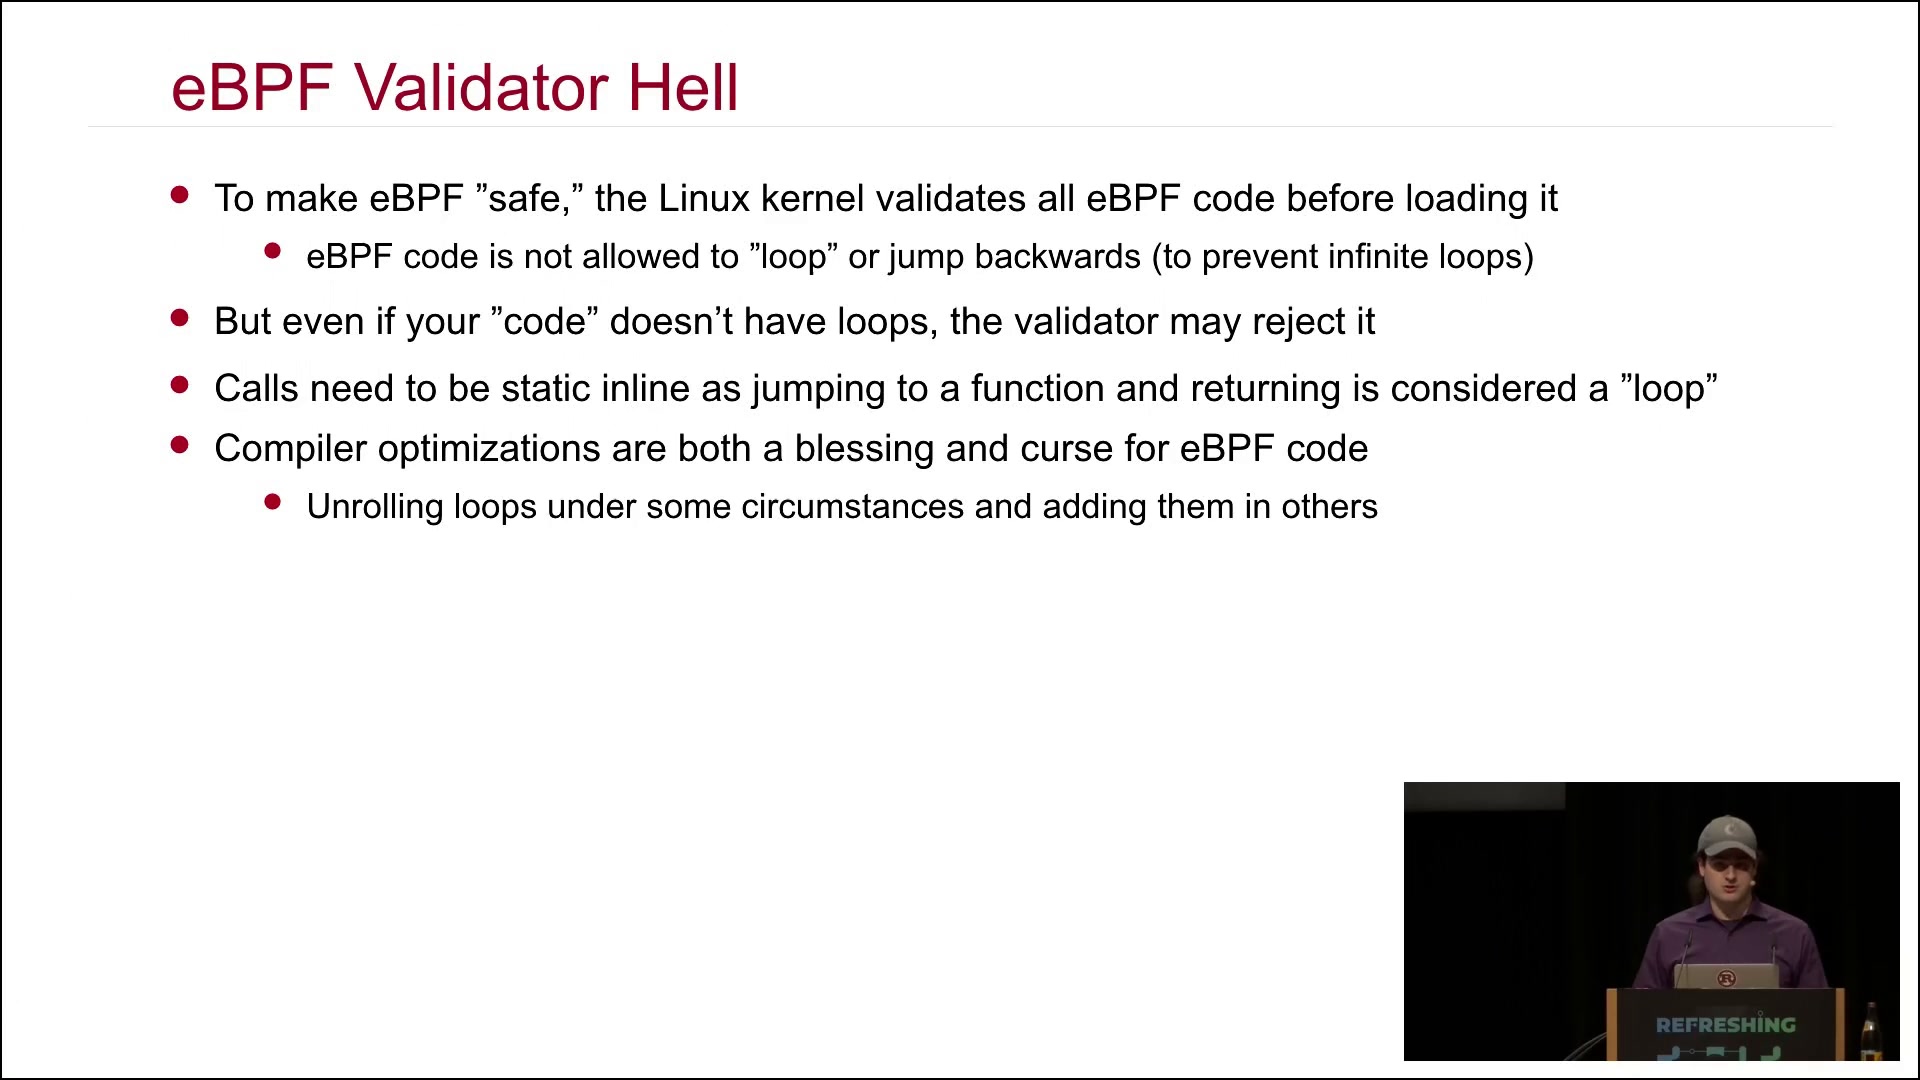 eBPF Validator Hell
To make eBPF ”safe,” the Linux kernel validates all eBPF code before loading it
eBPF code is not allowed to ”loop” or jump backwards (to prevent infinite loops)
But even if your ”code” doesn’t have loops, the validator may reject it
Calls need to be static inline as jumping to a function and returning is considered a ”loop”
Compiler optimizations are both a blessing and curse for eBPF code
Unrolling loops under some circumstances and adding them in others
R
REFRESHING